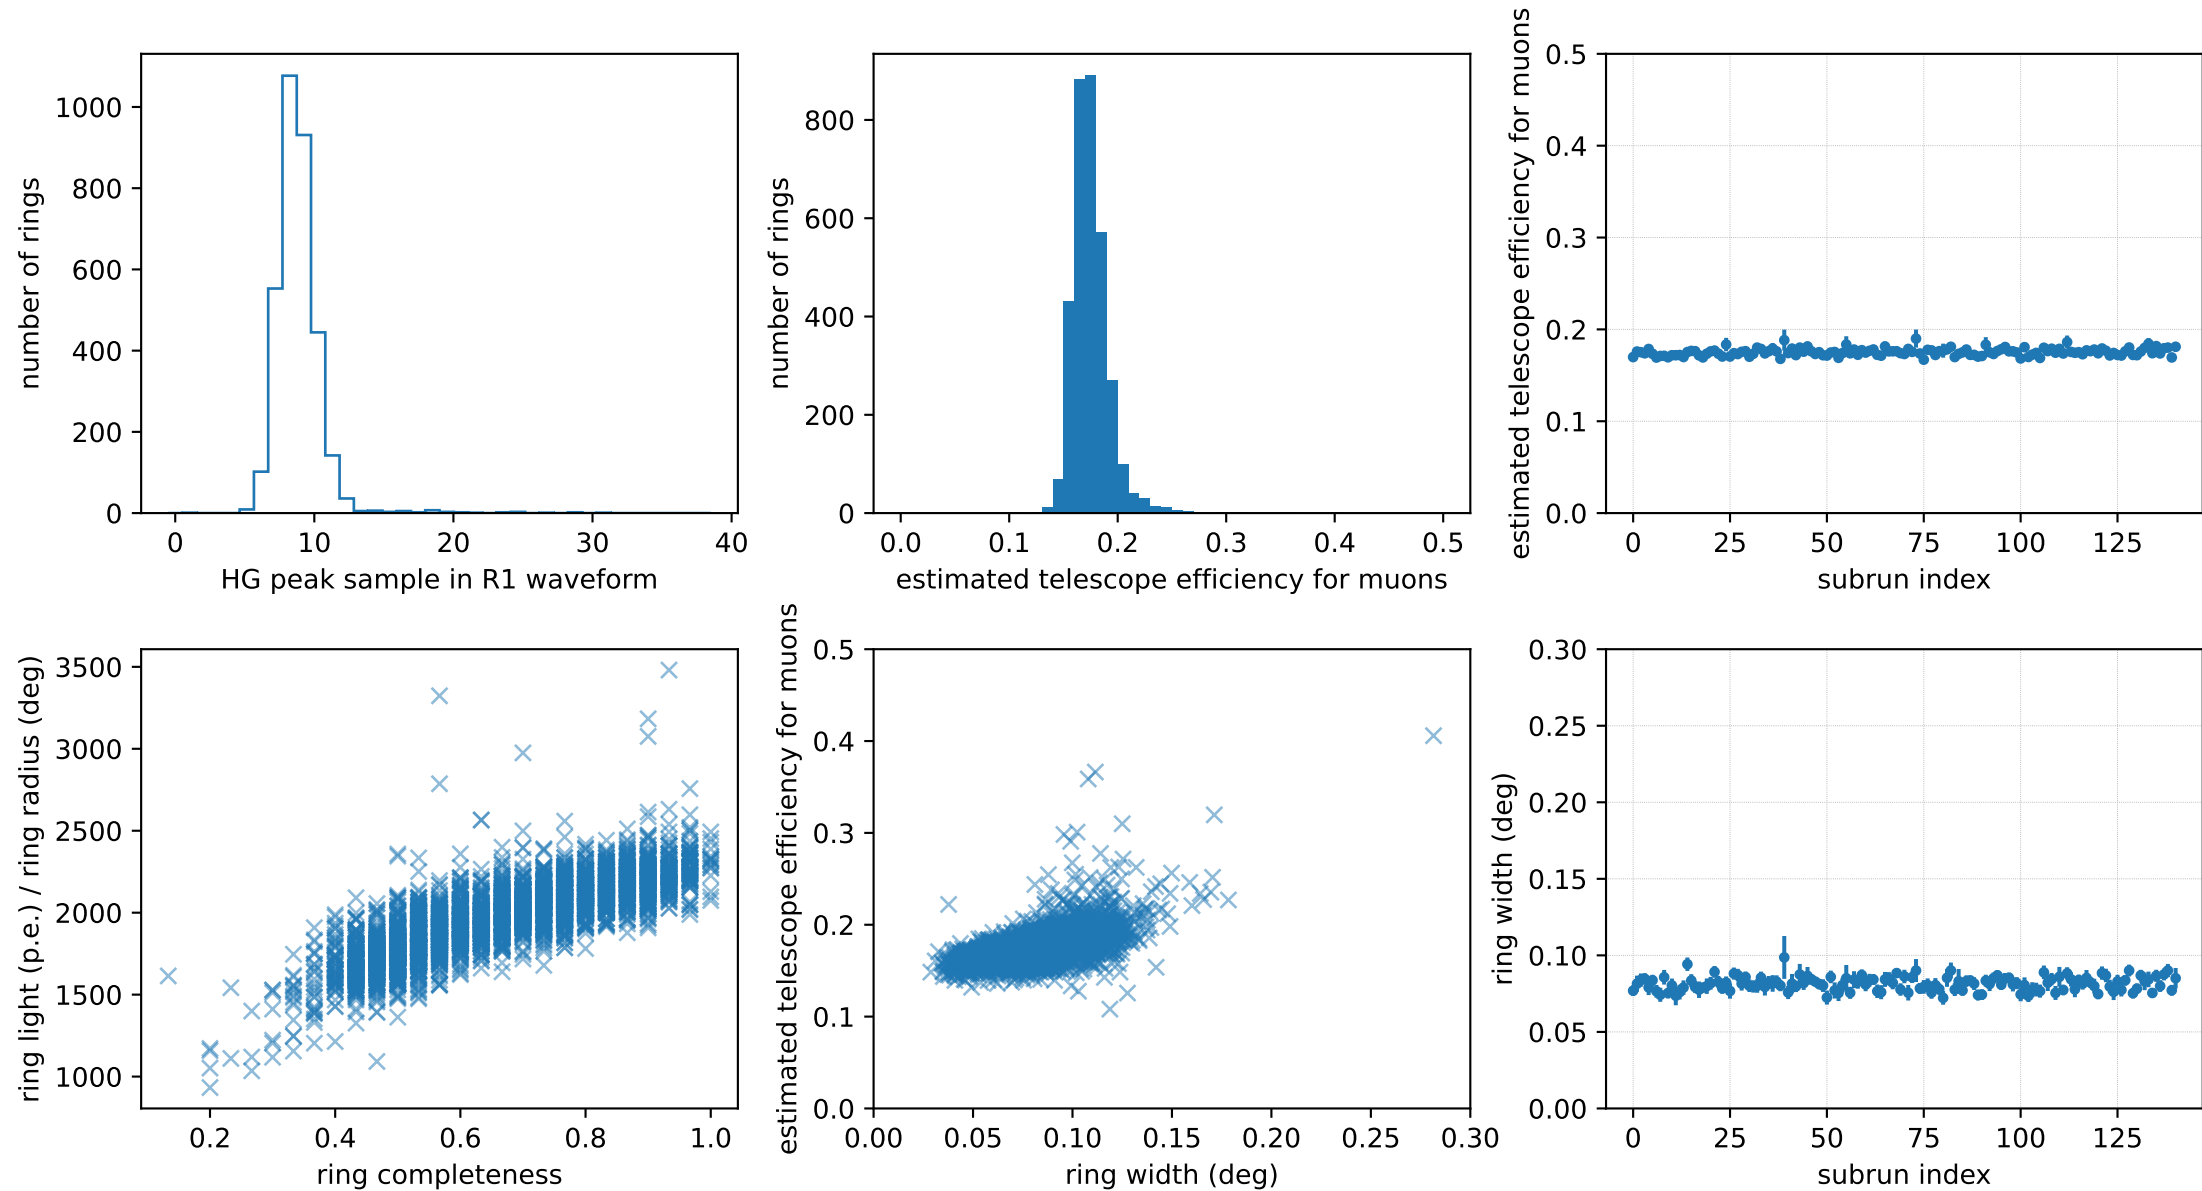 number of rings
1000
800
600
400
200
0
0 10 20 30 40
HG peak sample in R1 waveform
number of rings
800
600
400
200
0
0.0 0.1 0.2 0.3 0.4 0.5
estimated telescope efficiency for muons
estimated telescope efficiency for muons
0.5
0.4
0.3
0.2
0.1
0.0
0 25 50 75 100 125
subrun index
ring light (p.e.) / ring radius (deg)
3500
3000
2500
2000
1500
1000
0.2 0.4 0.6 0.8 1.0
ring completeness
estimated telescope efficiency for muons
0.5
0.4
0.3
0.2
0.1
0.0
0.00 0.05 0.10 0.15 0.20 0.25 0.30
ring width (deg)
ring width (deg)
0.30
0.25
0.20
0.15
0.10
0.05
0.00
0 25 50 75 100 125
subrun index